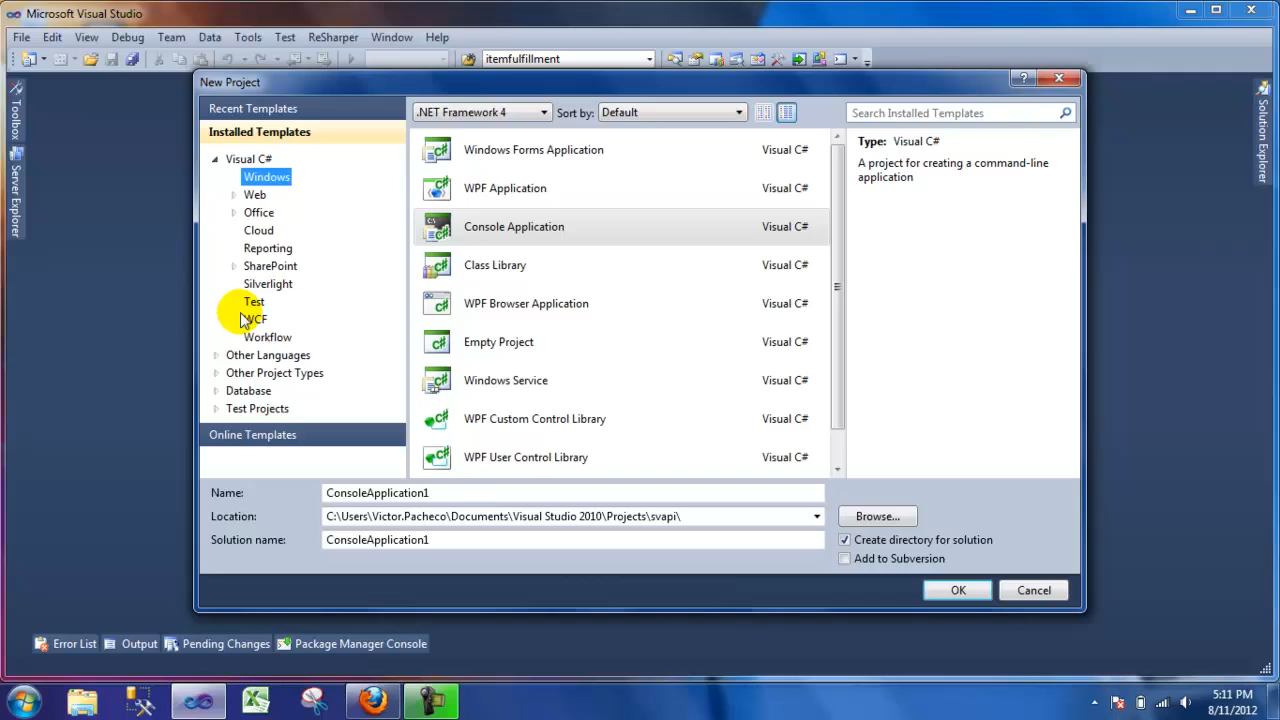 Microsoft Visual Studio
File Edit View Debug Team Data Tools Test ReSharper Window Help
itemfulfillment
New Project
Recent Templates
Installed Templates
Visual C#
Windows
Web
Office
Cloud
Reporting
SharePoint
Silverlight
Test
WCF
Workflow
Other Languages
Other Project Types
Database
Test Projects
Online Templates
.NET Framework 4 Sort by: Default
Windows Forms Application Visual C#
WPF Application Visual C#
Console Application Visual C#
Class Library Visual C#
WPF Browser Application Visual C#
Empty Project Visual C#
Windows Service Visual C#
WPF Custom Control Library Visual C#
WPF User Control Library Visual C#
Search Installed Templates
Type: Visual C#
A project for creating a command-line
application
Name: ConsoleApplication1
Location: C:\Users\Victor.Pacheco\Documents\Visual Studio 2010\Projects\svapi\ Browse...
Solution name: ConsoleApplication1 Create directory for solution
Add to Subversion
OK Cancel
Toolbox
Server Explorer
Solution Explorer
Error List Output Pending Changes Package Manager Console
5:11 PM
8/11/2012